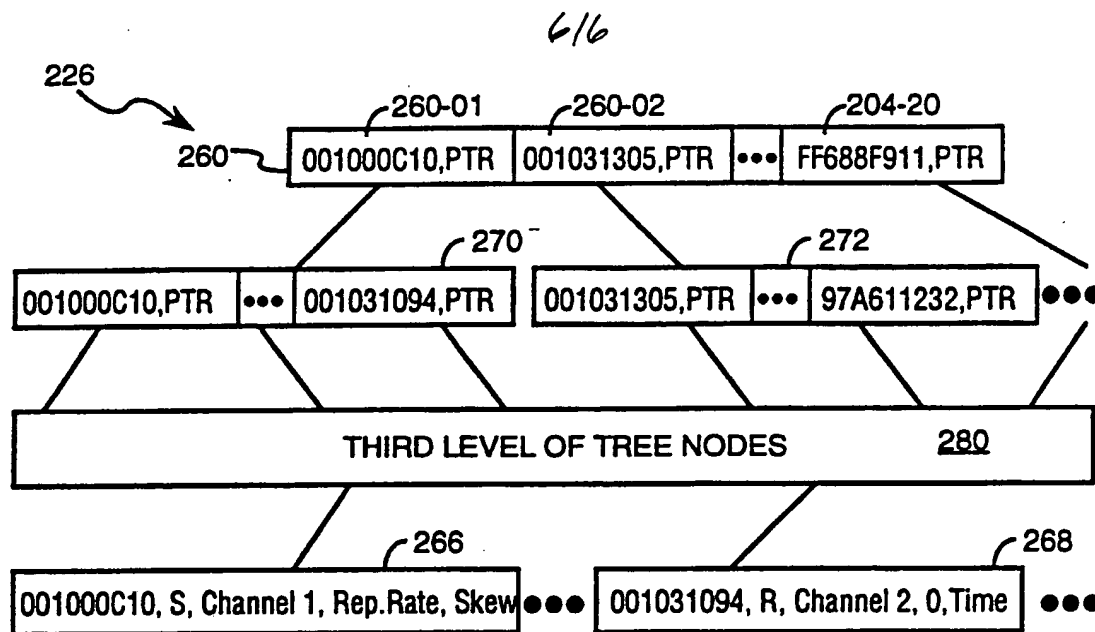 6/6
226
260-01
260-02
204-20
260
001000C10,PTR
001031305,PTR
•••
FF688F911,PTR
270
272
001000C10,PTR
•••
001031094,PTR
001031305,PTR
•••
97A611232,PTR
•••
THIRD LEVEL OF TREE NODES 280
266
268
001000C10, S, Channel 1, Rep.Rate, Skew
•••
001031094, R, Channel 2, 0,Time
•••